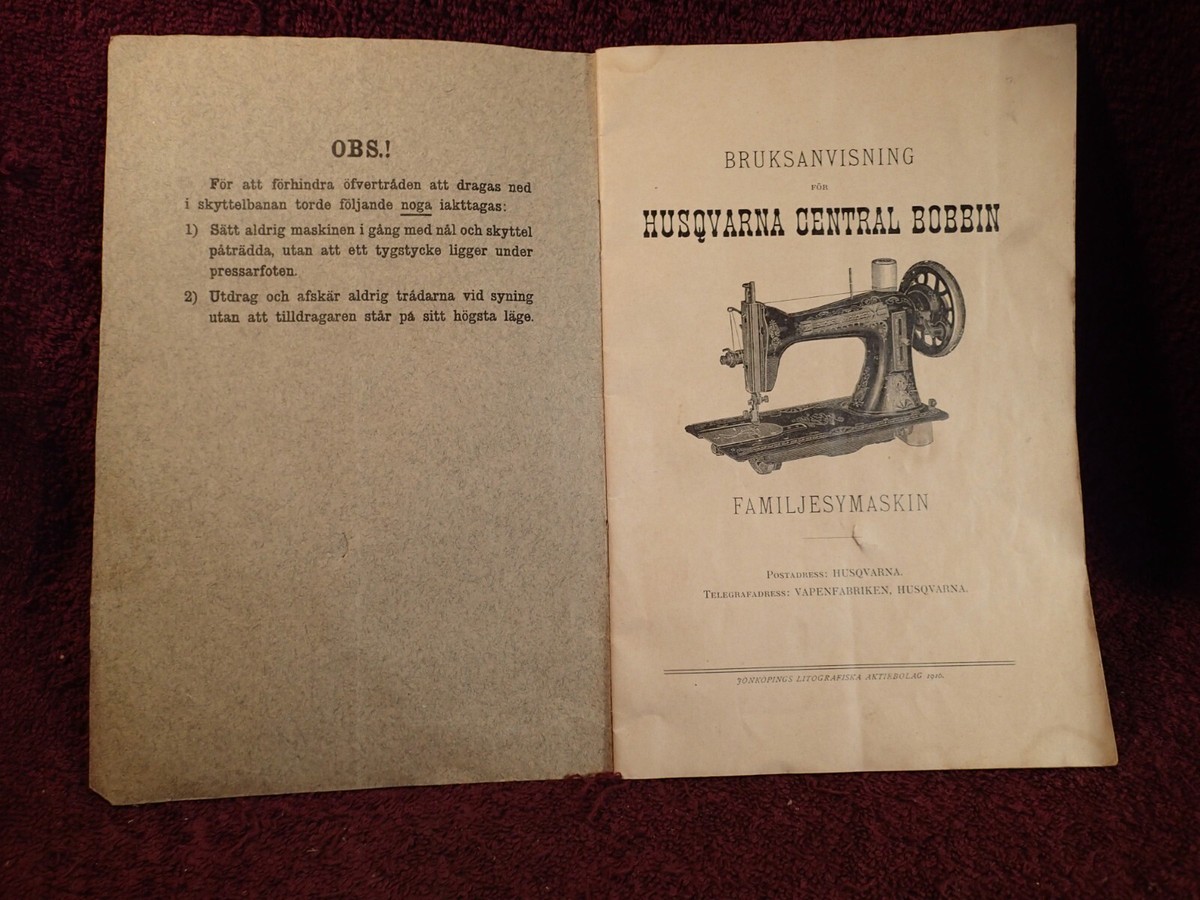 OBS.!
För att förhindra öfvertråden att dragas ned
i skyttelbanan torde följande noga iakttagas:
1) Sätt aldrig maskinen i gång med nål och skyttel
påträdda, utan att ett tygstycke ligger under
pressarfoten.
2) Utdrag och afskär aldrig trådarna vid syning
utan att tilldragaren står på sitt högsta läge.
BRUKSANVISNING
FÖR
HUSQVARNA CENTRAL BOBBIN
FAMILJESYMASKIN
POSTADRESS: HUSQVARNA.
TELEGRAFADRESS: VAPENFABRIKEN, HUSQVARNA.
JÖNKÖPINGS LITOGRAFISKA AKTIEBOLAG 1910.